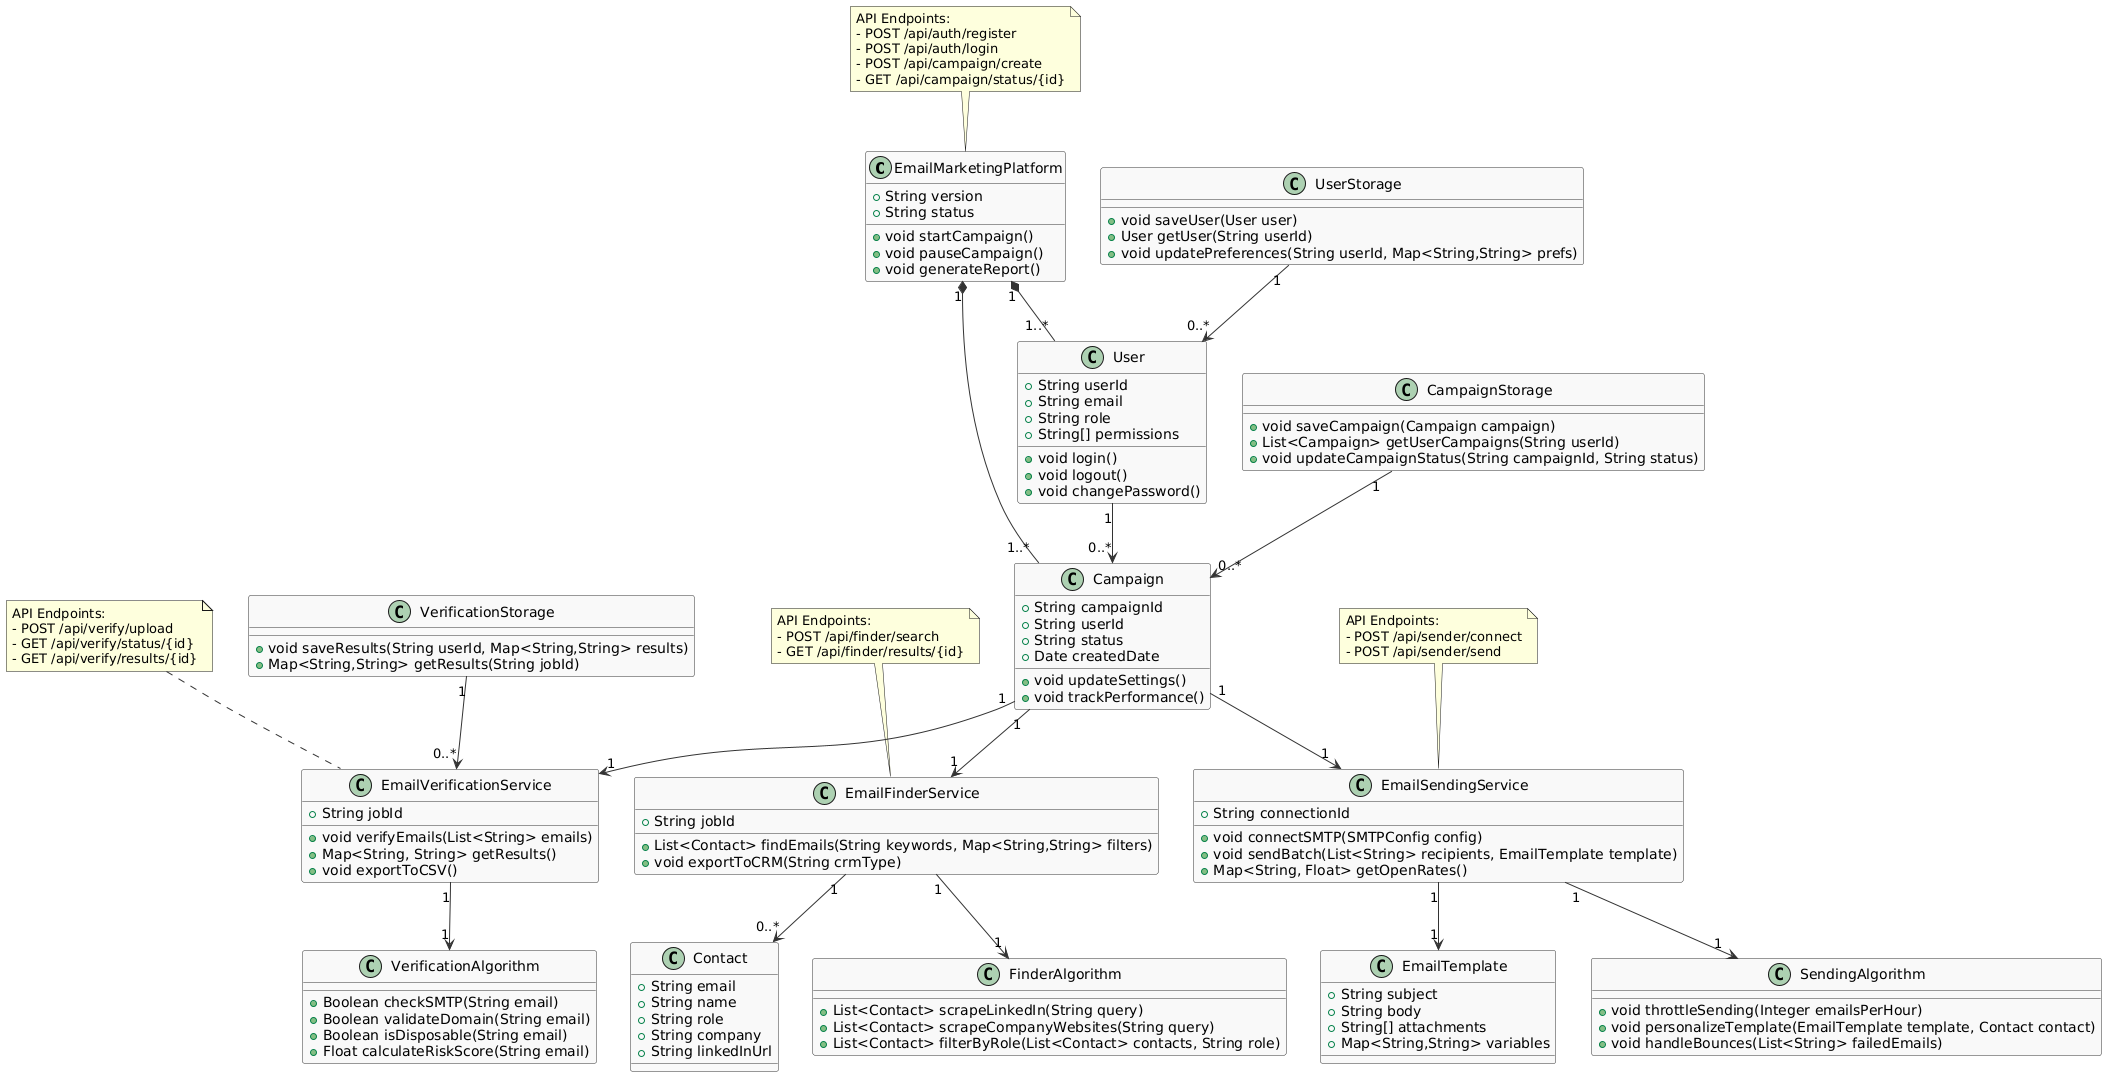 API Endpoints:
- POST /api/auth/register
- POST /api/auth/login
- POST /api/campaign/create
- GET /api/campaign/status/{id}
C EmailMarketingPlatform
String version
String status
void startCampaign()
void pauseCampaign()
void generateReport()
C UserStorage
void saveUser(User user)
User getUser(String userId)
void updatePreferences(String userId, Map<String,String> prefs)
1
1
1
1..*
0..*
C User
String userId
String email
String role
String[] permissions
void login()
void logout()
void changePassword()
C CampaignStorage
void saveCampaign(Campaign campaign)
List<Campaign> getUserCampaigns(String userId)
void updateCampaignStatus(String campaignId, String status)
1
1
1..*
0..*
0..*
C Campaign
String campaignId
String userId
String status
Date createdDate
void updateSettings()
void trackPerformance()
API Endpoints:
- POST /api/verify/upload
- GET /api/verify/status/{id}
- GET /api/verify/results/{id}
C VerificationStorage
void saveResults(String userId, Map<String,String> results)
Map<String,String> getResults(String jobId)
API Endpoints:
- POST /api/finder/search
- GET /api/finder/results/{id}
API Endpoints:
- POST /api/sender/connect
- POST /api/sender/send
1
1
1
1
0..*
1
1
1
C EmailVerificationService
String jobId
void verifyEmails(List<String> emails)
Map<String, String> getResults()
void exportToCSV()
C EmailFinderService
String jobId
List<Contact> findEmails(String keywords, Map<String,String> filters)
void exportToCRM(String crmType)
C EmailSendingService
String connectionId
void connectSMTP(SMTPConfig config)
void sendBatch(List<String> recipients, EmailTemplate template)
Map<String, Float> getOpenRates()
1
1
1
1
1
1
0..*
1
1
1
C VerificationAlgorithm
Boolean checkSMTP(String email)
Boolean validateDomain(String email)
Boolean isDisposable(String email)
Float calculateRiskScore(String email)
C Contact
String email
String name
String role
String company
String linkedInUrl
C FinderAlgorithm
List<Contact> scrapeLinkedIn(String query)
List<Contact> scrapeCompanyWebsites(String query)
List<Contact> filterByRole(List<Contact> contacts, String role)
C EmailTemplate
String subject
String body
String[] attachments
Map<String,String> variables
C SendingAlgorithm
void throttleSending(Integer emailsPerHour)
void personalizeTemplate(EmailTemplate template, Contact contact)
void handleBounces(List<String> failedEmails)